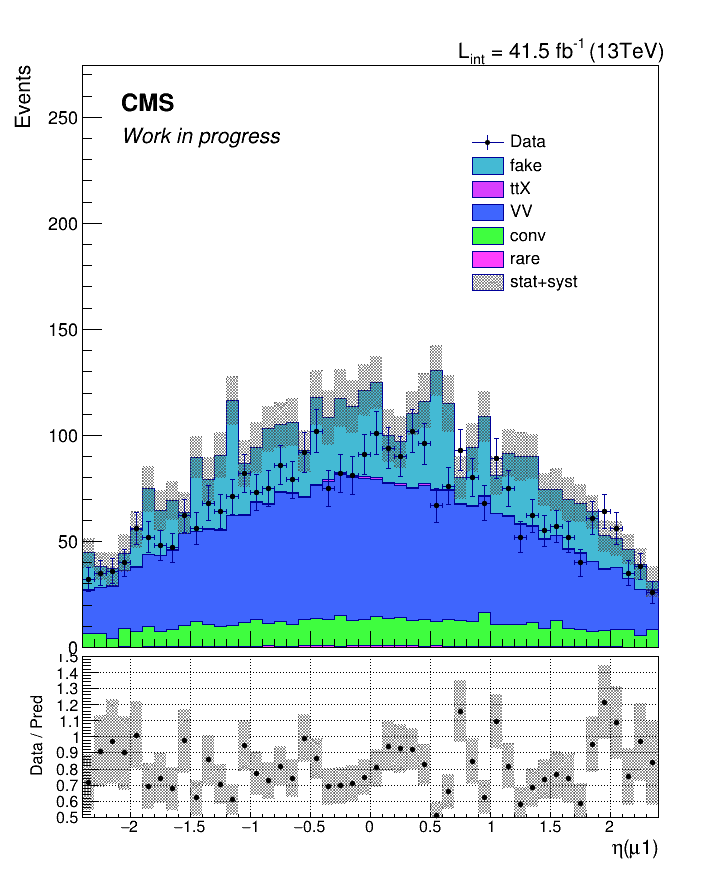 L_int = 41.5 fb^-1 (13TeV)
Events
CMS
Work in progress
Data
fake
ttX
VV
conv
rare
stat+syst
250
200
150
100
50
0
Data / Pred
1.5
1.4
1.3
1.2
1.1
1
0.9
0.8
0.7
0.6
0.5
−2 −1.5 −1 −0.5 0 0.5 1 1.5 2
η(μ1)